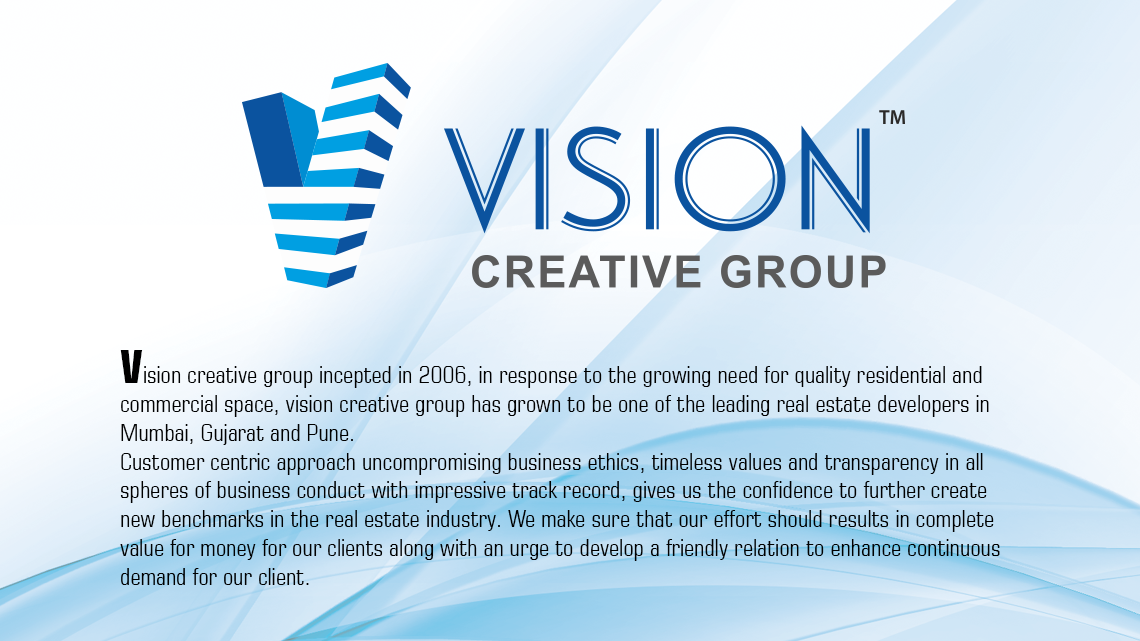 VISION™
CREATIVE GROUP
Vision creative group incepted in 2006, in response to the growing need for quality residential and
commercial space, vision creative group has grown to be one of the leading real estate developers in
Mumbai, Gujarat and Pune.
Customer centric approach uncompromising business ethics, timeless values and transparency in all
spheres of business conduct with impressive track record, gives us the confidence to further create
new benchmarks in the real estate industry. We make sure that our effort should results in complete
value for money for our clients along with an urge to develop a friendly relation to enhance continuous
demand for our client.